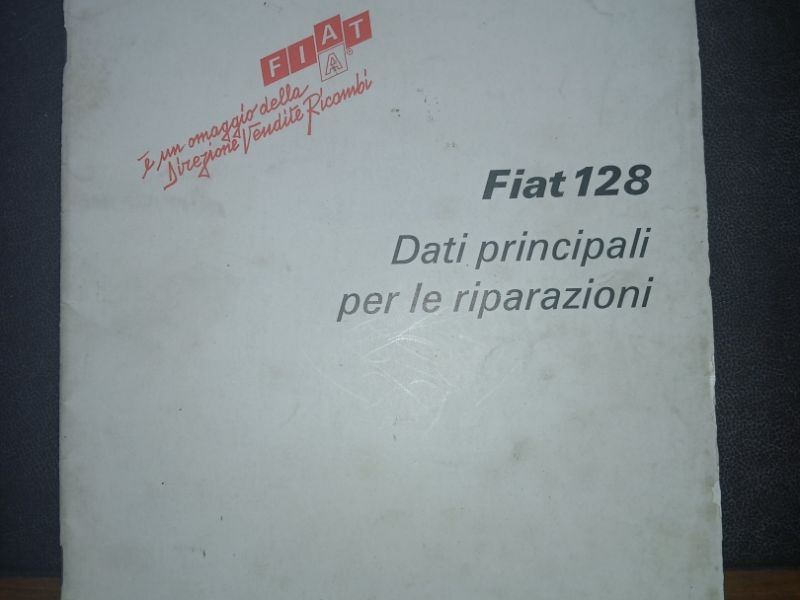 FIAT
A
è un omaggio della
Direzione Vendite Ricambi
Fiat 128
Dati principali
per le riparazioni